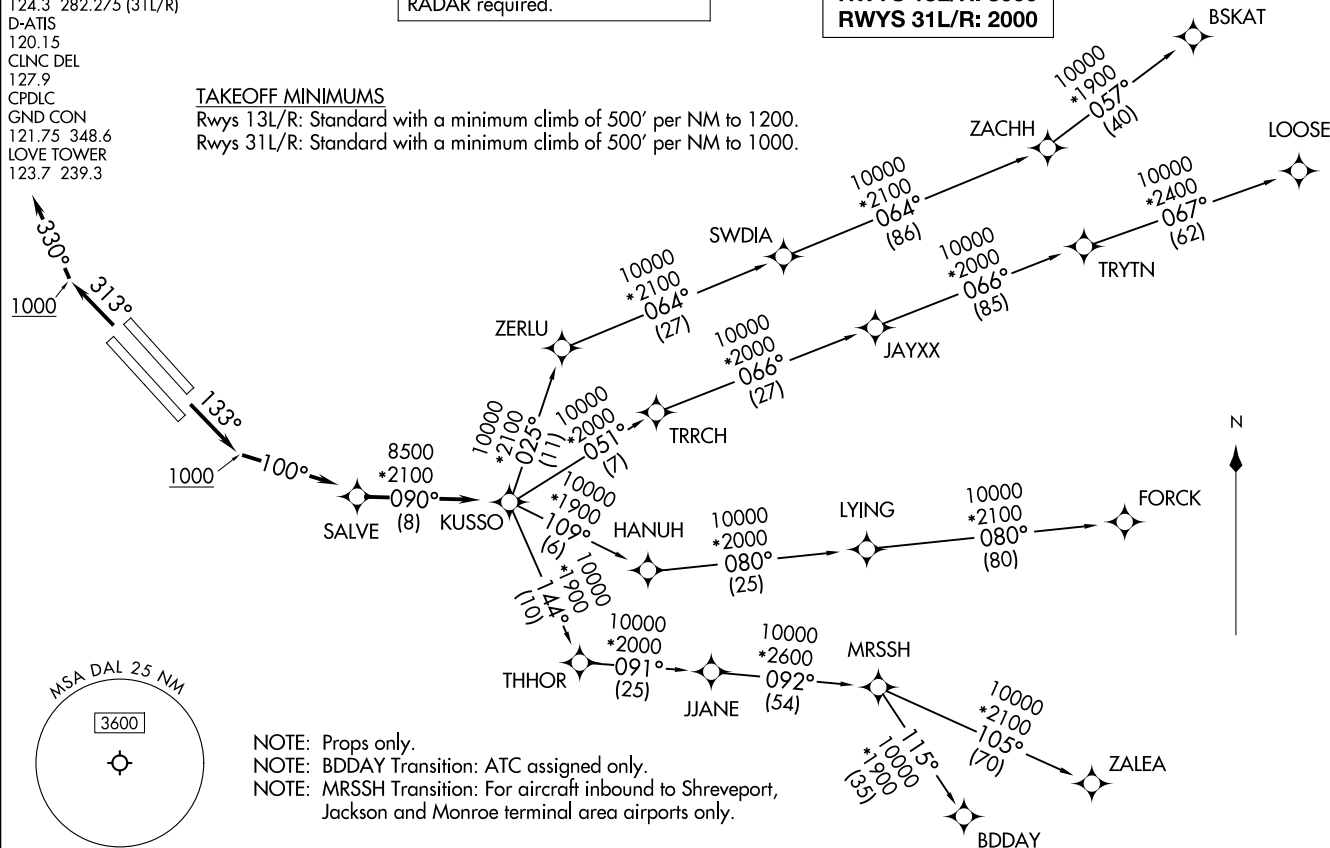 124.3 282.275 (31L/R)
D-ATIS
120.15
CLNC DEL
127.9
CPDLC
GND CON
121.75 348.6
LOVE TOWER
123.7 239.3
RADAR required.
RWYS 31L/R: 2000
TAKEOFF MINIMUMS
Rwys 13L/R: Standard with a minimum climb of 500' per NM to 1200.
Rwys 31L/R: Standard with a minimum climb of 500' per NM to 1000.
BSKAT
10000
*1900
057°
(40)
ZACHH
LOOSE
10000
*2400
067°
(62)
TRYTN
10000
*2100
064°
(86)
SWDIA
10000
*2000
066°
(85)
JAYXX
10000
*2100
064°
(27)
ZERLU
10000
*2000
066°
(27)
TRRCH
330°
1000
313°
133°
1000
100°
SALVE
8500
*2100
090°
(8)
KUSSO
10000
*2100
025°
(11)
10000
*2000
051°
(7)
10000
*1900
109°
(6)
HANUH
10000
*2000
080°
(25)
LYING
10000
*2100
080°
(80)
FORCK
N
10000
*1900
144°
(10)
THHOR
10000
*2000
091°
(25)
JJANE
10000
*2600
092°
(54)
MRSSH
10000
*2100
105°
(70)
ZALEA
115°
10000
*1900
(35)
BDDAY
MSA DAL 25 NM
3600
NOTE: Props only.
NOTE: BDDAY Transition: ATC assigned only.
NOTE: MRSSH Transition: For aircraft inbound to Shreveport,
Jackson and Monroe terminal area airports only.